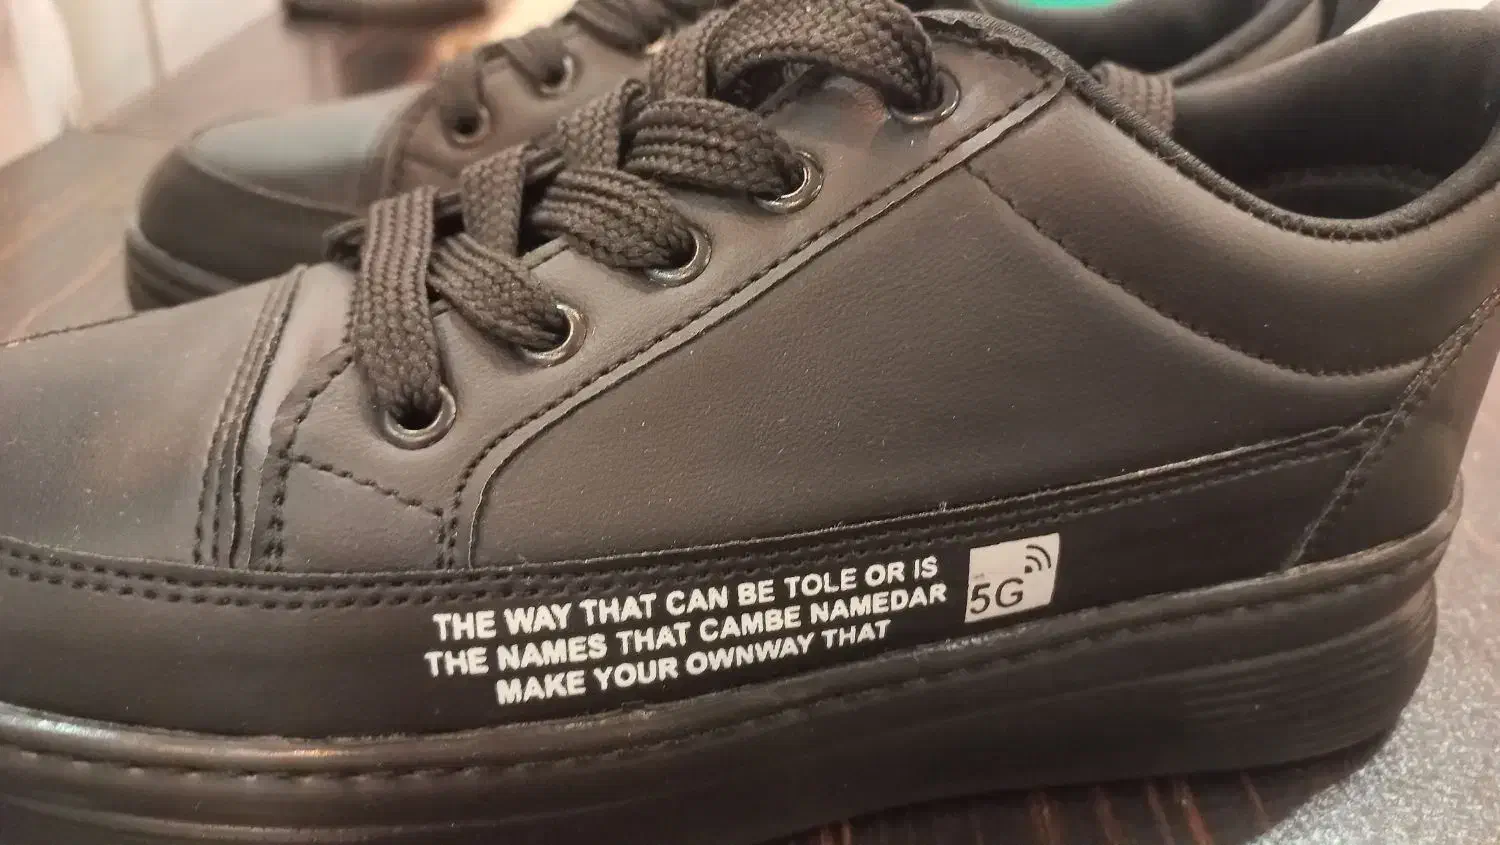 THE WAY THAT CAN BE TOLE OR IS
THE NAMES THAT CAMBE NAMEDAR
MAKE YOUR OWNWAY THAT
5G